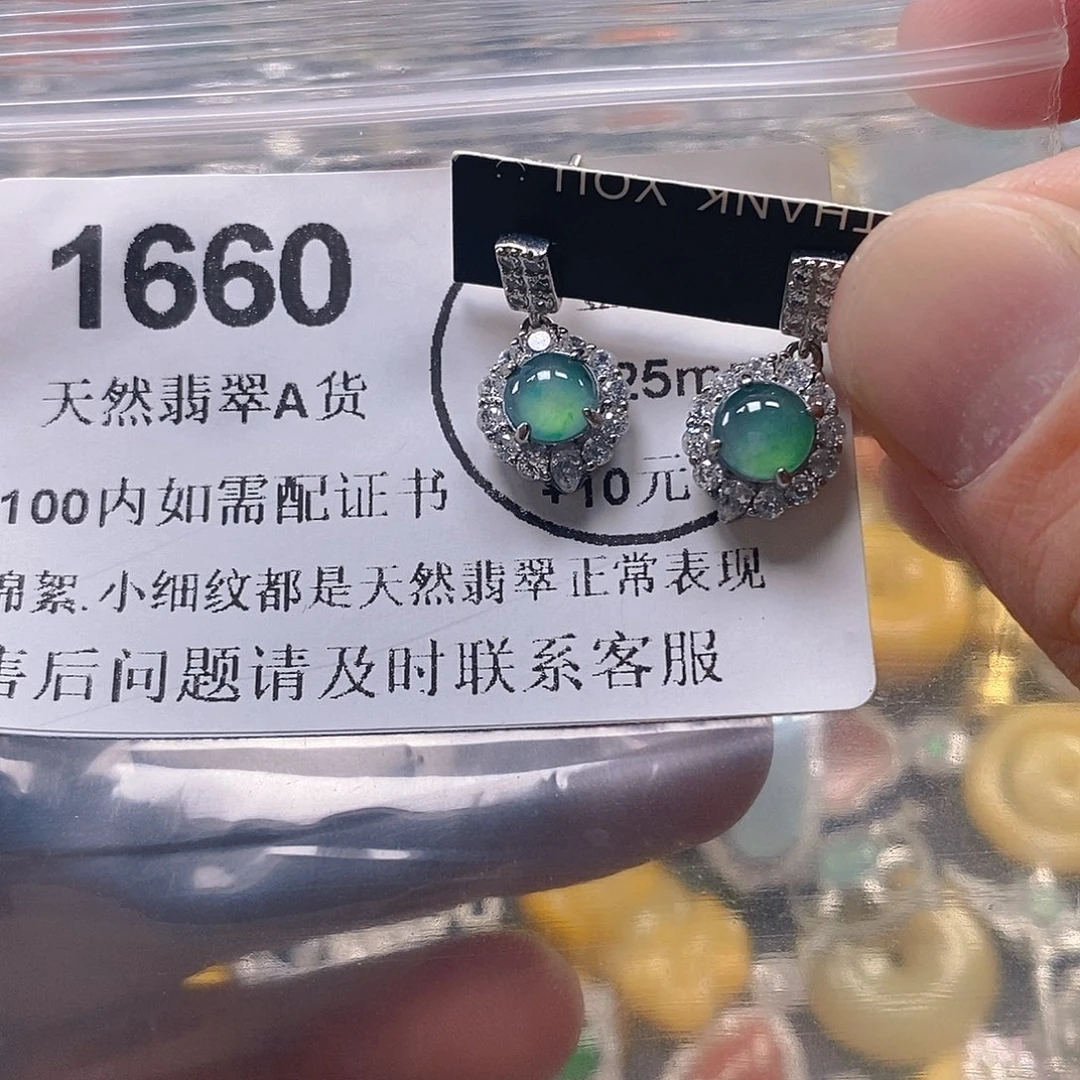 THANK YOU
1660
天然翡翠A货
25m
100内如需配证书
+10元
棉絮.小细纹都是天然翡翠正常表现
售后问题请及时联系客服